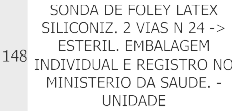 SONDA DE FOLEY LATEX
SILICONIZ. 2 VIAS N 24 ->
ESTERIL. EMBALAGEM
148 INDIVIDUAL E REGISTRO NO
MINISTERIO DA SAUDE. -
UNIDADE